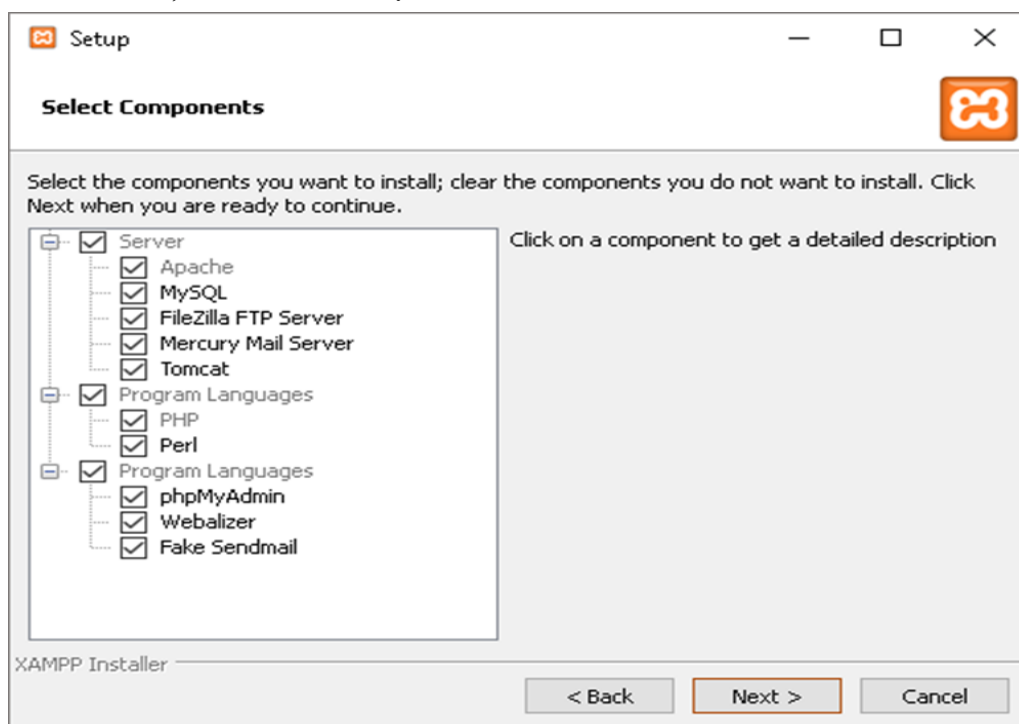 Setup
Select Components
Select the components you want to install; clear the components you do not want to install. Click
Next when you are ready to continue.
Server
Apache
MySQL
FileZilla FTP Server
Mercury Mail Server
Tomcat
Program Languages
PHP
Perl
Program Languages
phpMyAdmin
Webalizer
Fake Sendmail
Click on a component to get a detailed description
XAMPP Installer
< Back
Next >
Cancel